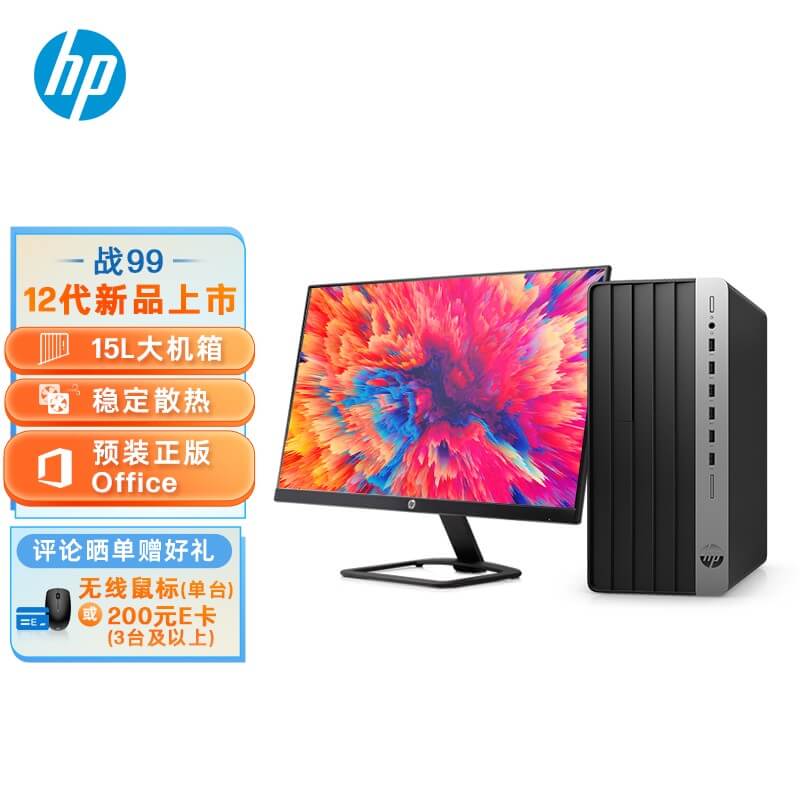 hp
战99
12代新品上市
15L大机箱
稳定散热
预装正版
Office
评论晒单赠好礼
无线鼠标(单台)
或 200元E卡
(3台及以上)
E
hp
hp